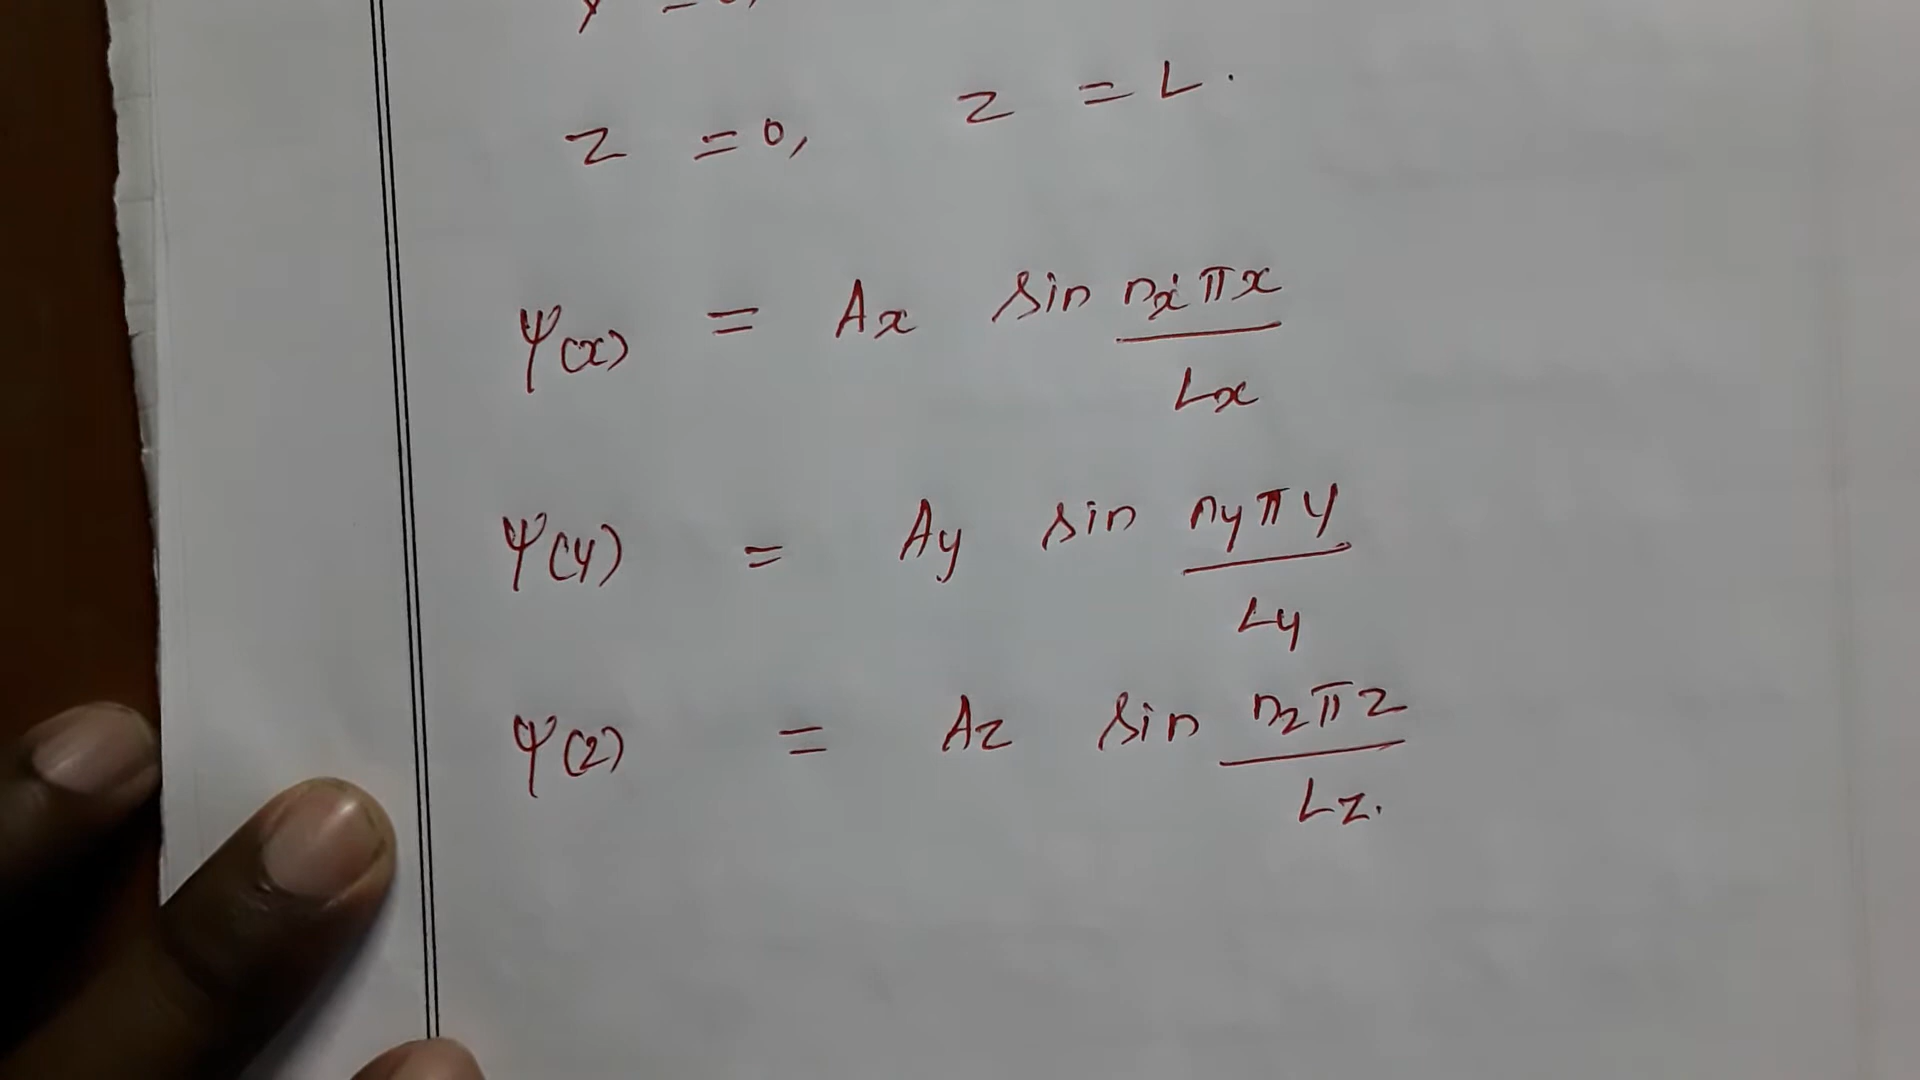 z = 0, z = L.
Ψ(x) = Ax sin nxπx / Lx
Ψ(y) = Ay sin nyπy / Ly
Ψ(z) = Az sin nzπz / Lz.